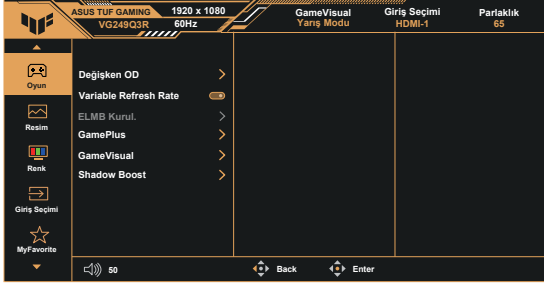 ASUS TUF GAMING 1920 x 1080 GameVisual Giriş Seçimi Parlaklık
VG249Q3R 60Hz Yarış Modu HDMI-1 65
Oyun
Resim
Renk
Giriş Seçimi
MyFavorite
Değişken OD
Variable Refresh Rate
ELMB Kurul.
GamePlus
GameVisual
Shadow Boost
50 Back Enter